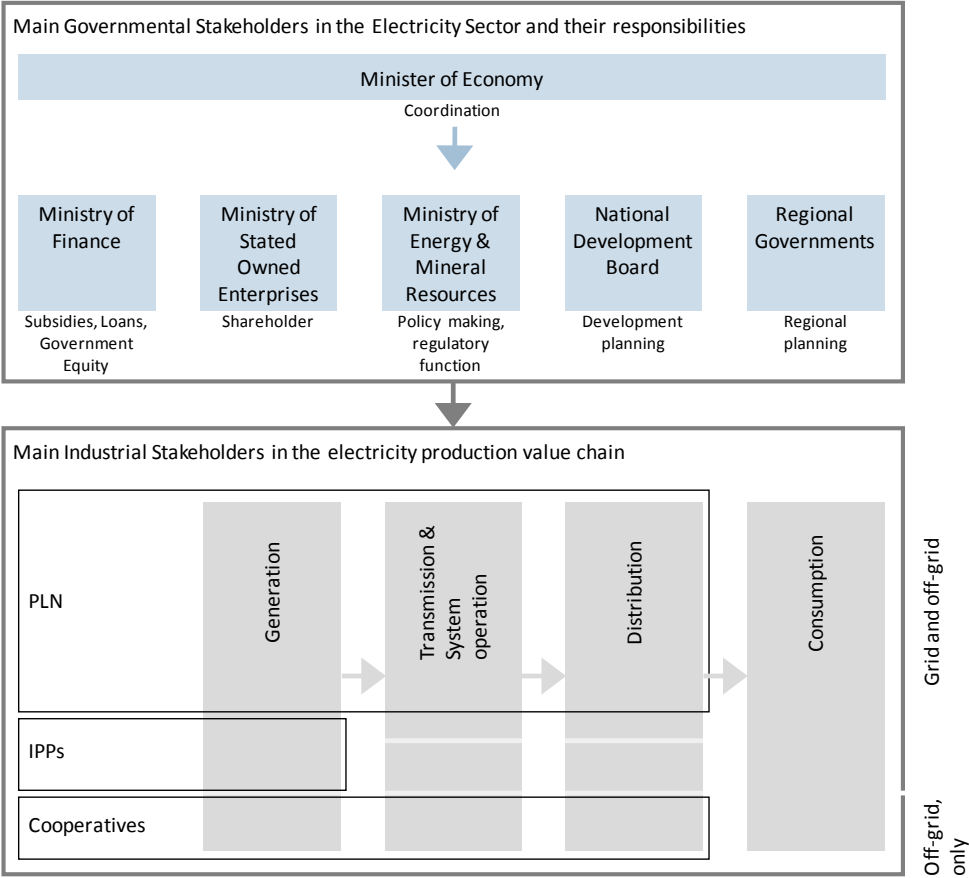 Main Governmental Stakeholders in the Electricity Sector and their responsibilities
Minister of Economy
Coordination
Ministry of
Finance
Subsidies, Loans,
Government
Equity
Ministry of
Stated
Owned
Enterprises
Shareholder
Ministry of
Energy &
Mineral
Resources
Policy making,
regulatory
function
National
Development
Board
Development
planning
Regional
Governments
Regional
planning
Main Industrial Stakeholders in the electricity production value chain
PLN
Generation
Transmission &
System
operation
Distribution
Consumption
Grid and off-grid
IPPs
Cooperatives
Off-grid,
only